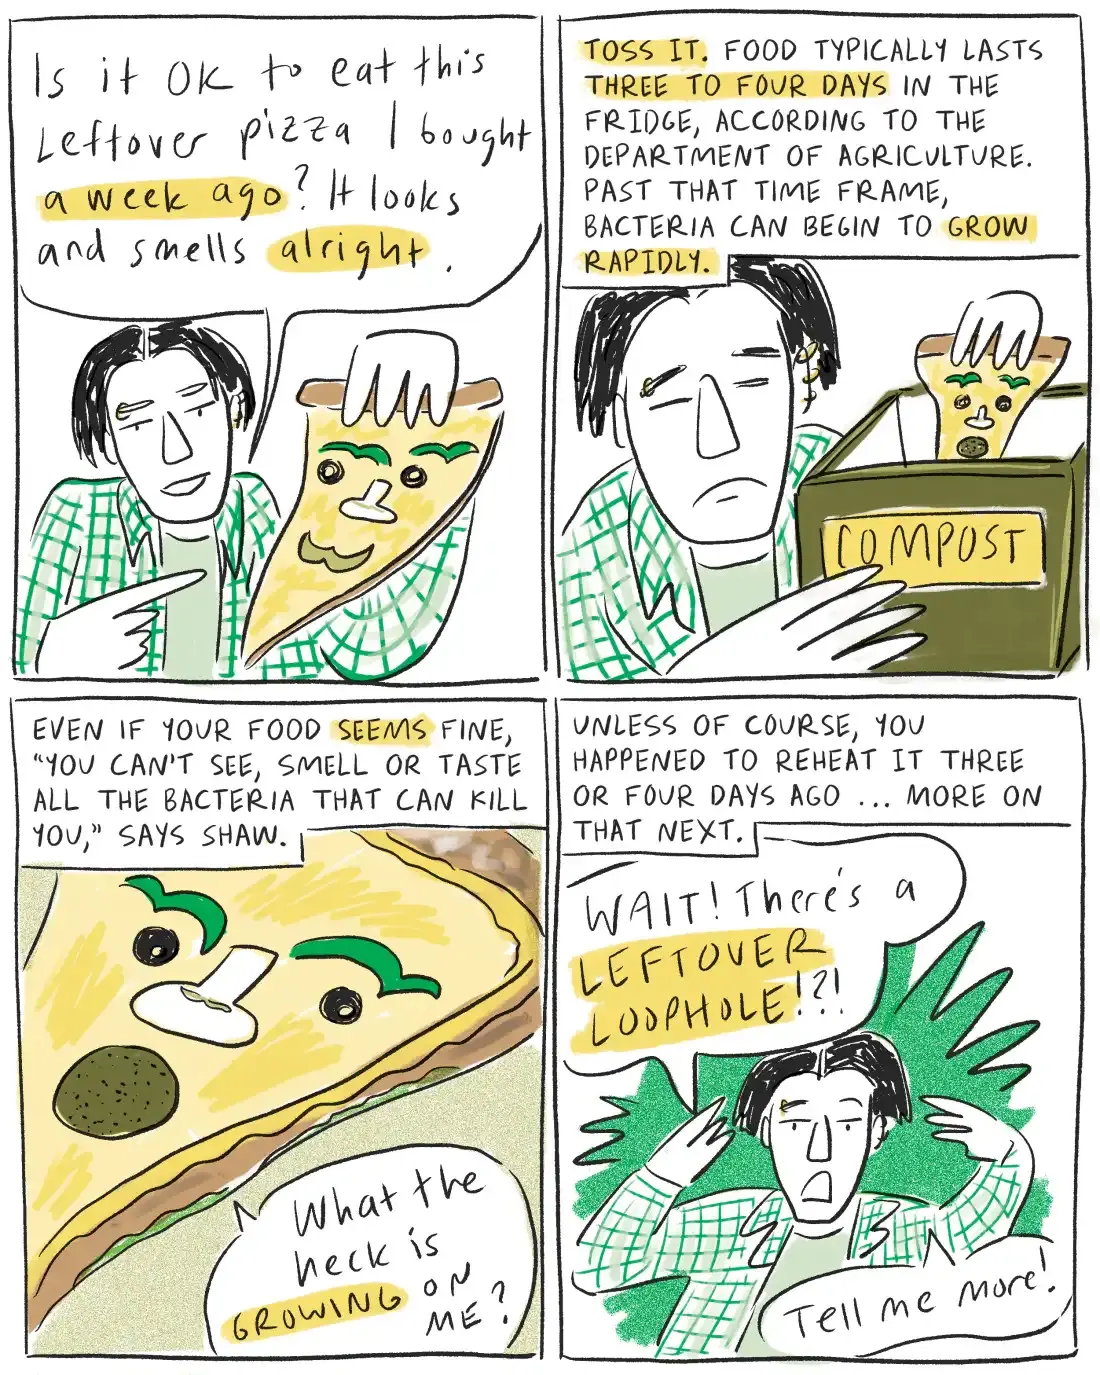 Is it OK to eat this
Leftover pizza I bought
a week ago? It looks
and smells alright.
TOSS IT. FOOD TYPICALLY LASTS
THREE TO FOUR DAYS IN THE
FRIDGE, ACCORDING TO THE
DEPARTMENT OF AGRICULTURE.
PAST THAT TIME FRAME,
BACTERIA CAN BEGIN TO GROW
RAPIDLY.
COMPOST
EVEN IF YOUR FOOD SEEMS FINE,
"YOU CAN'T SEE, SMELL OR TASTE
ALL THE BACTERIA THAT CAN KILL
YOU," SAYS SHAW.
What the
heck is
GROWING ON
ME?
UNLESS OF COURSE, YOU
HAPPENED TO REHEAT IT THREE
OR FOUR DAYS AGO ... MORE ON
THAT NEXT.
WAIT! There's a
LEFTOVER
LOOPHOLE!?!
Tell me more!